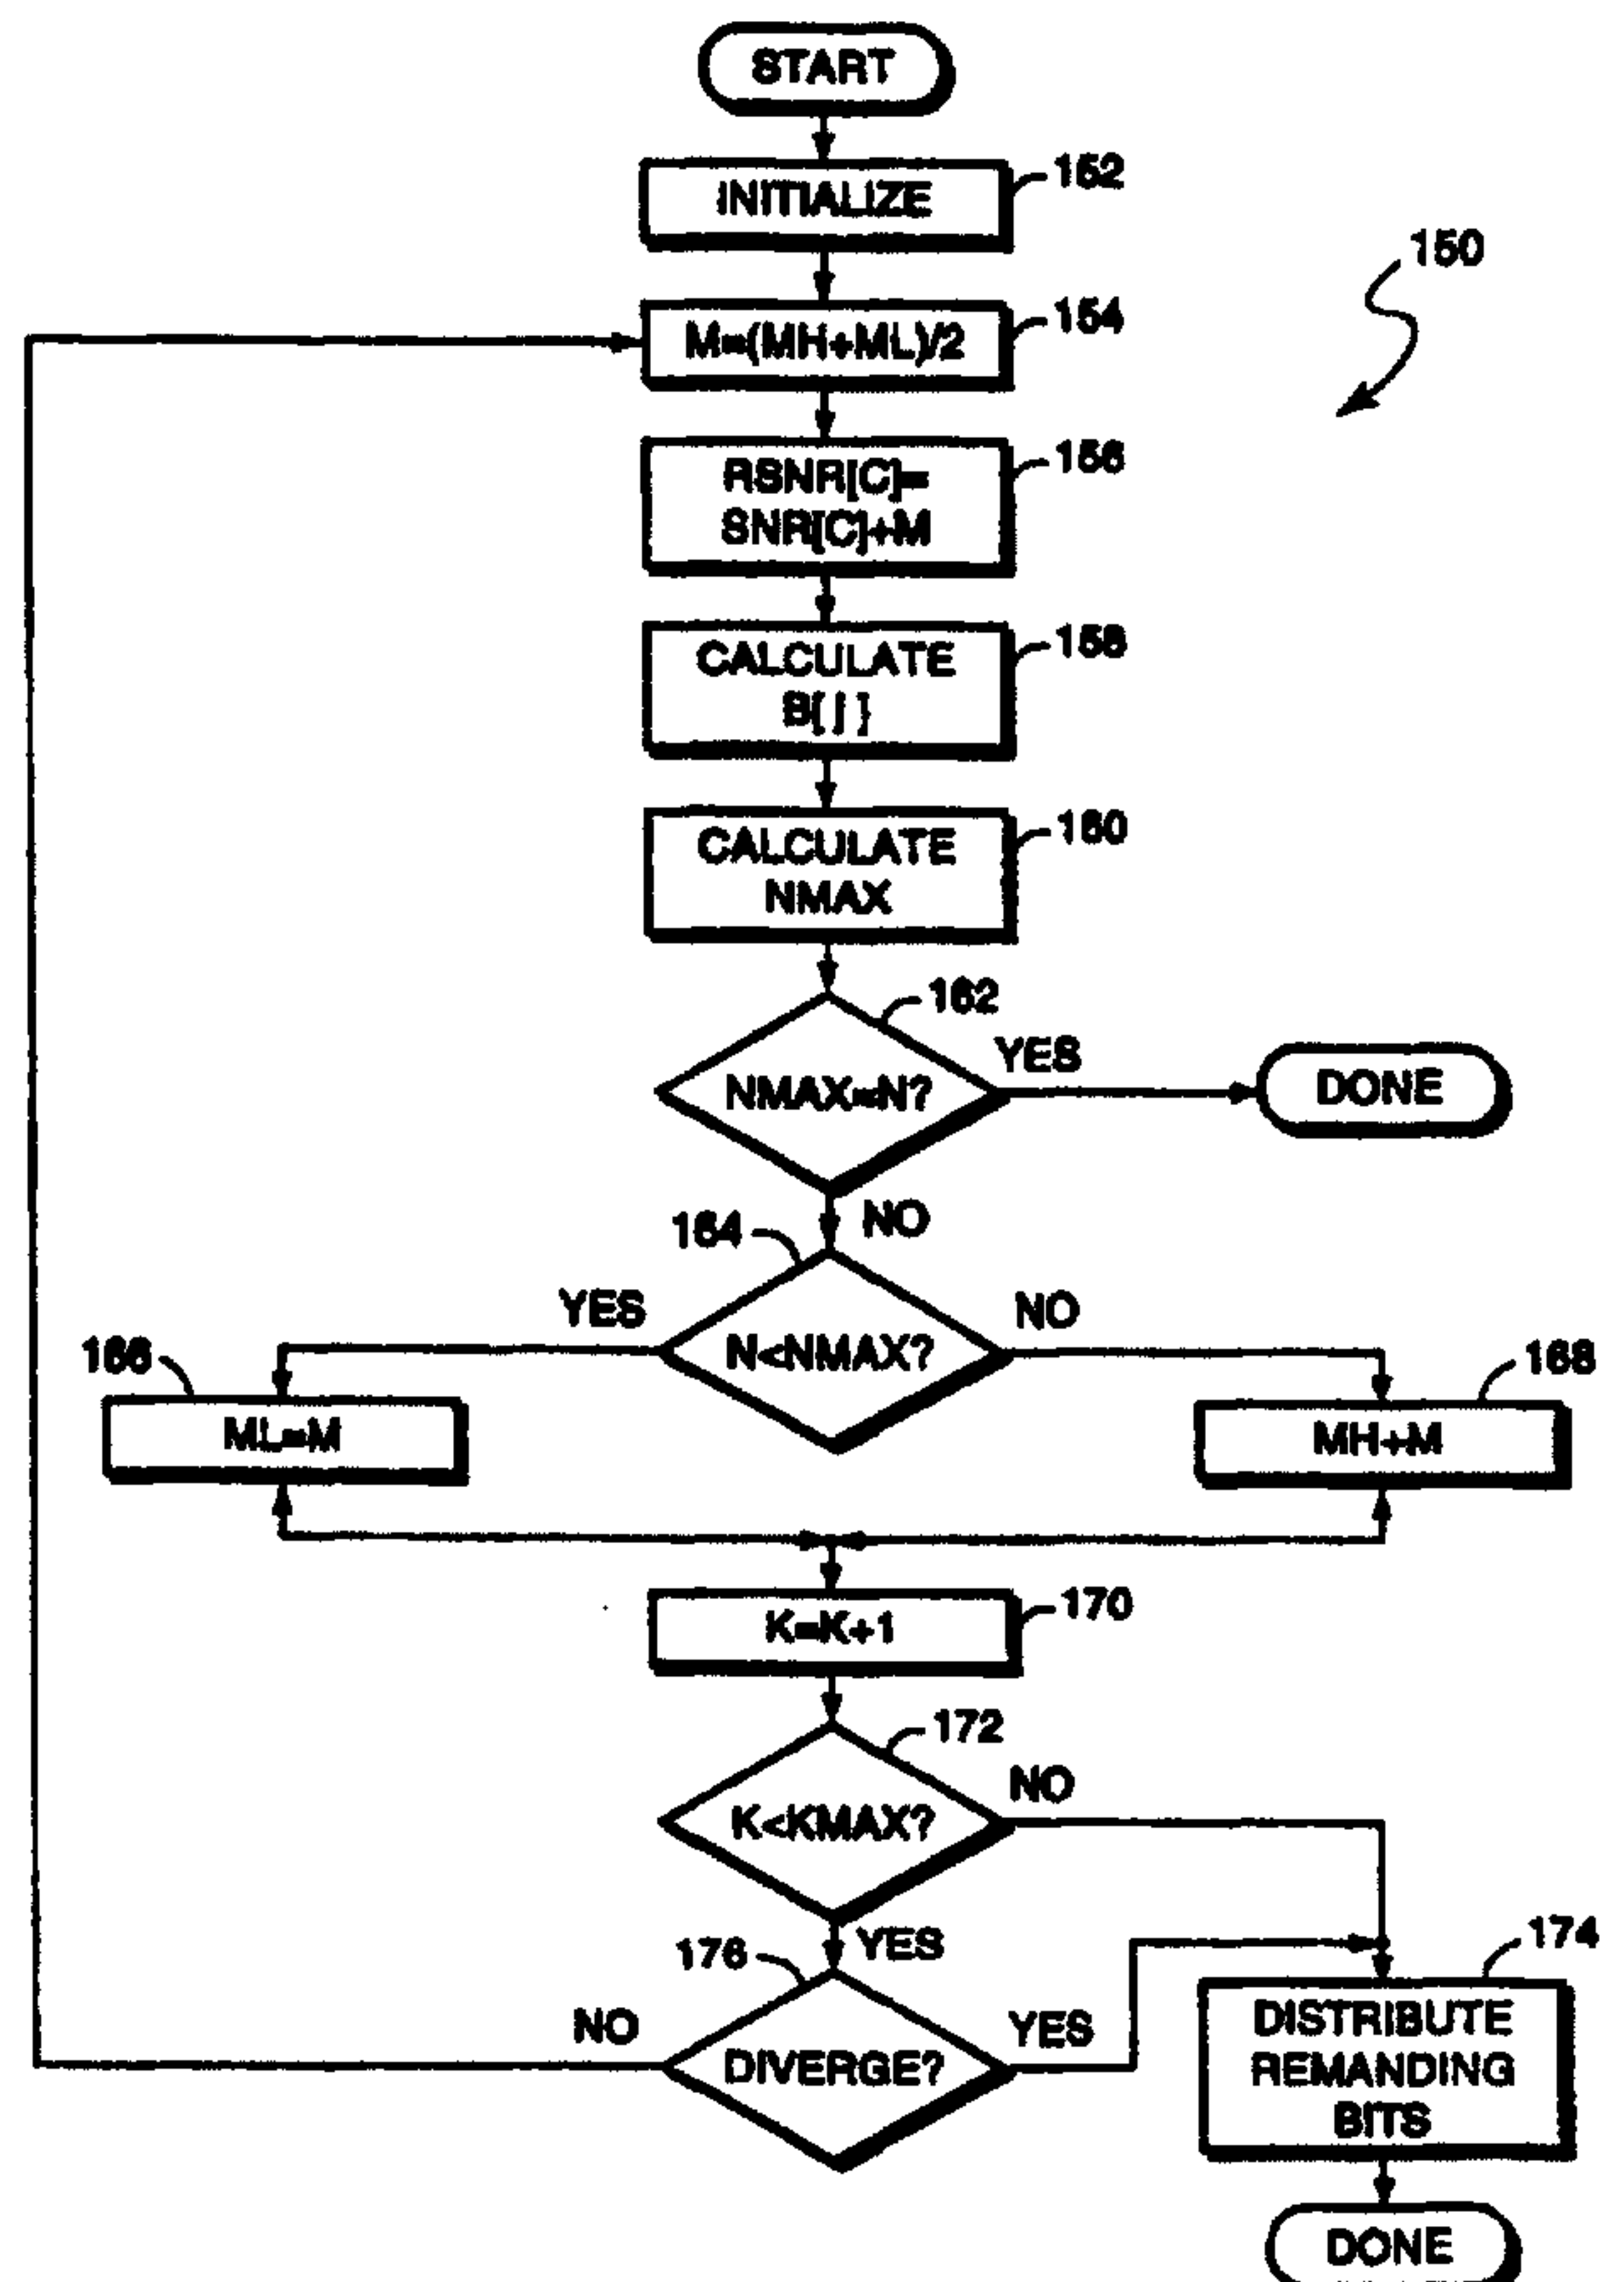 START
INITIALIZE
152
150
M=(MH+ML)/2
154
RSNR[C]=
SNR[C]+M
156
CALCULATE
B[j]
158
CALCULATE
NMAX
160
162
NMAX=N?
YES
DONE
NO
164
YES
N<NMAX?
NO
166
ML=M
168
MH+M
K=K+1
170
172
K<KMAX?
NO
YES
176
NO
DIVERGE?
YES
174
DISTRIBUTE
REMANDING
BITS
DONE